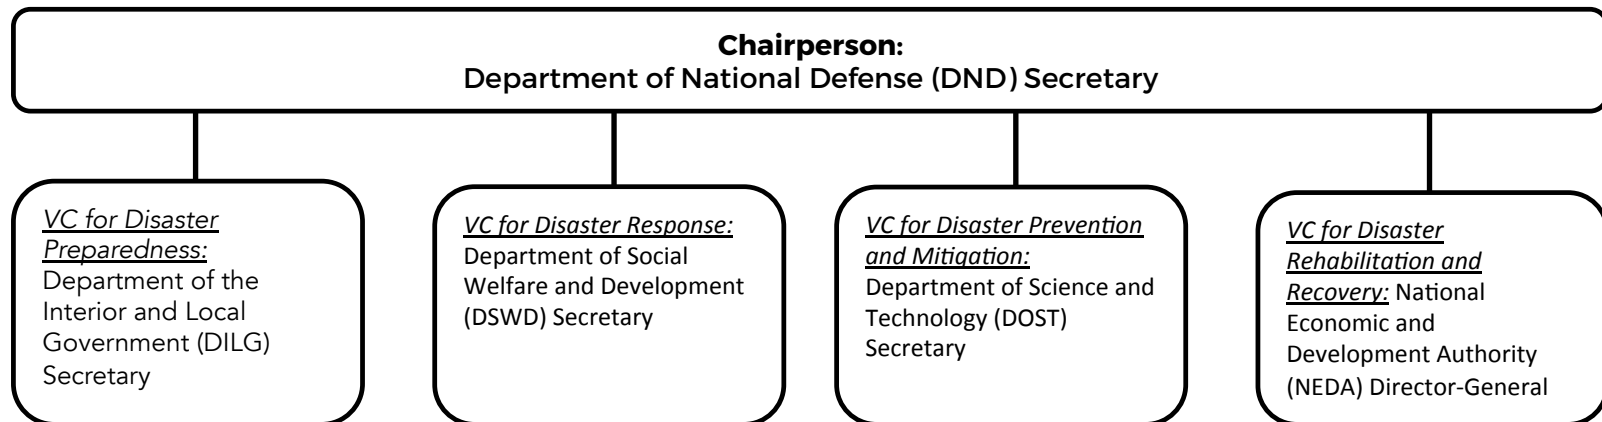 Chairperson:
Department of National Defense (DND) Secretary
VC for Disaster
Preparedness:
Department of the
Interior and Local
Government (DILG)
Secretary
VC for Disaster Response:
Department of Social
Welfare and Development
(DSWD) Secretary
VC for Disaster Prevention
and Mitigation:
Department of Science and
Technology (DOST)
Secretary
VC for Disaster
Rehabilitation and
Recovery: National
Economic and
Development Authority
(NEDA) Director-General